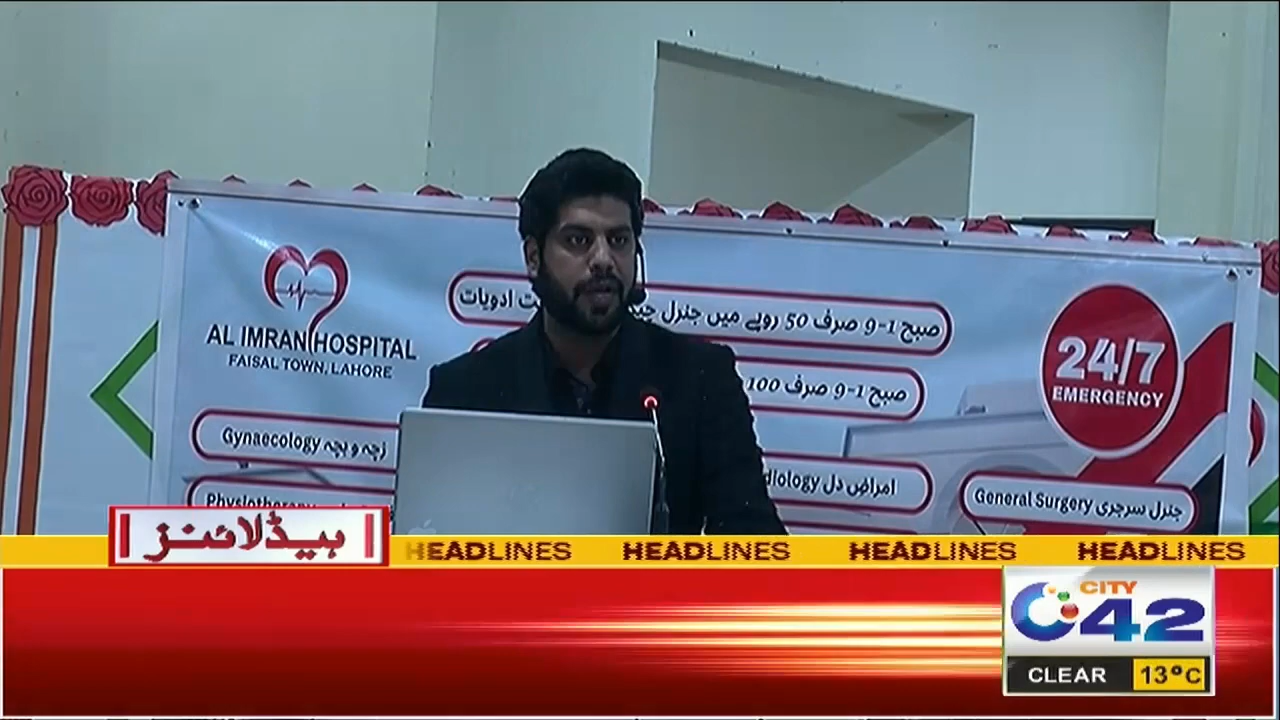 صبح 1-9 صرف 50 روپے میں جنرل چیک ادویات
AL IMRAN HOSPITAL
FAISAL TOWN, LAHORE
صبح 1-9 صرف 100
24/7
EMERGENCY
Gynaecology زچہ و بچہ
امراض دل
General Surgery جنرل سرجری
Physiotherapy
ہیڈلائنز
HEADLINES HEADLINES HEADLINES HEADLINES
CITY
42
CLEAR 13°C